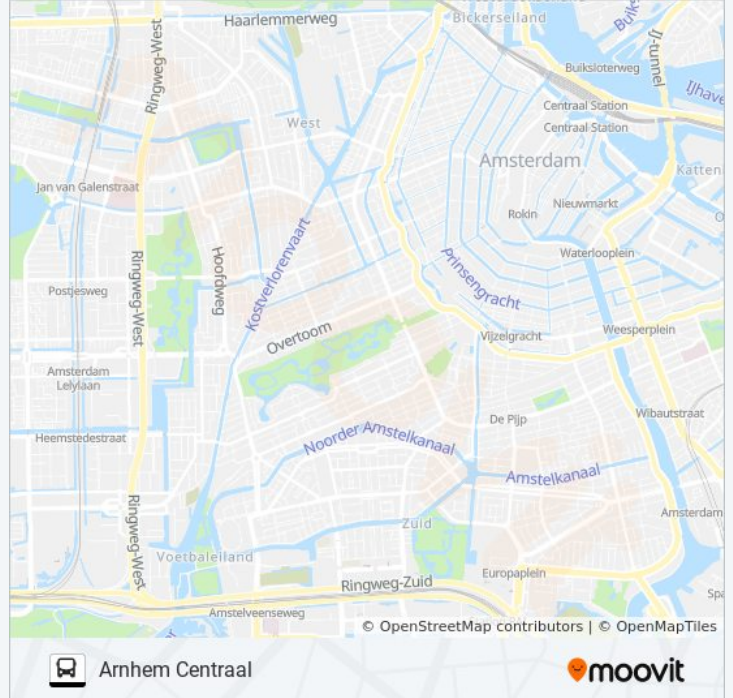 Haarlemmerweg
Bickerseiland
Buiks
IJ-tunnel
Ringweg-West
Buiksloterweg
IJhave
Centraal Station
Centraal Station
West
Amsterdam
Katten
Jan van Galenstraat
Nieuwmarkt
Rokin
Kostverlorenvaart
Hoofdweg
Prinsengracht
Waterlooplein
Ringweg-West
Postjesweg
Overtoom
Vijzelgracht
Weesperplein
Amsterdam
Lelylaan
De Pijp
Wibautstraat
Heemstedestraat
Noorder Amstelkanaal
Amstelkanaal
Ringweg-West
Zuid
Amsterdam
Voetbaleiland
Europaplein
Ringweg-Zuid
Spa
Amstelveenseweg
© OpenStreetMap contributors | © OpenMapTiles
Arnhem Centraal
moovit